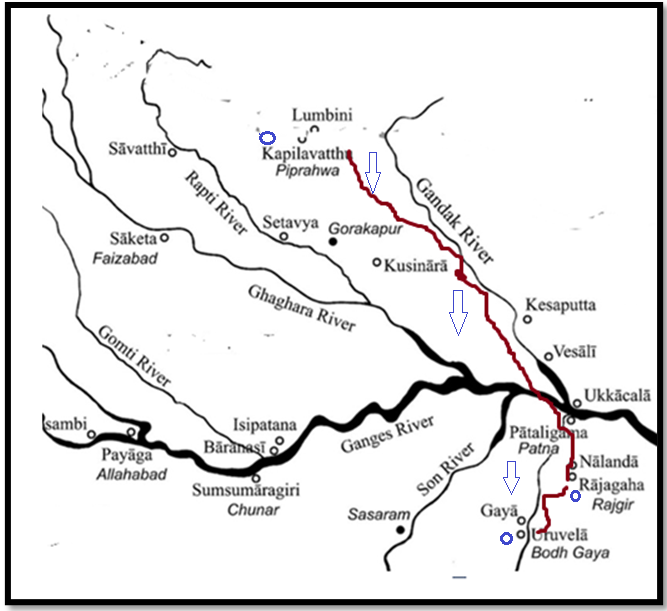 Lumbini
Sāvatthī
Kapilavatthu
Piprahwa
Rapti River
Gandak River
Setavya
Gorakapur
Sāketa
Faizabad
Kusinārā
Ghaghara River
Kesaputta
Gomti River
Vesālī
Ukkācalā
sambi
Payāga
Allahabad
Isipatana
Bārāṇasī
Ganges River
Pātaligāma
Patna
Sumsumāragiri
Chunar
Son River
Nālandā
Rājagaha
Rajgir
Sasaram
Gayā
Uruvelā
Bodh Gaya